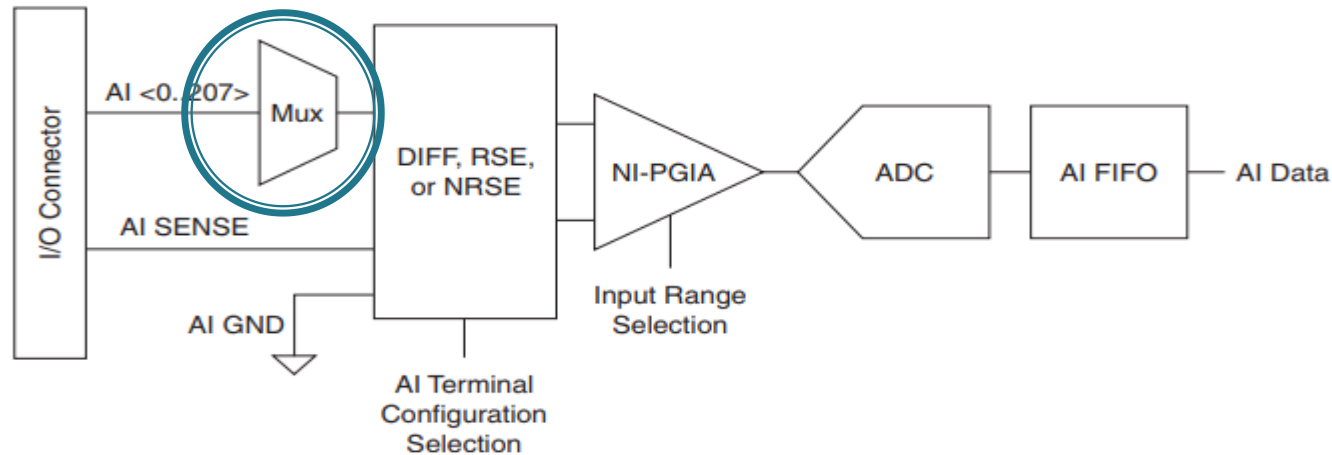 I/O Connector
AI <0..207>
Mux
AI SENSE
AI GND
DIFF, RSE,
or NRSE
AI Terminal
Configuration
Selection
NI-PGIA
Input Range
Selection
ADC
AI FIFO
AI Data